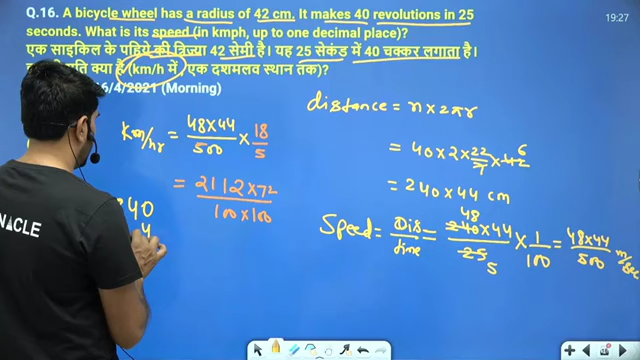 Q.16. A bicycle wheel has a radius of 42 cm. It makes 40 revolutions in 25
19:27
seconds. What is its speed (in kmph, up to one decimal place)?
एक साइकिल के पहिये की त्रिज्या 42 सेमी है। यह 25 सेकंड में 40 चक्कर लगाता है।
गति क्या है (km/h में, एक दशमलव स्थान तक)?
6/4/2021 (Morning)
distance = n × 2πr
= 40 × 2 × 22/7 × 42 6
= 240 × 44 cm
Speed = Dis/time = 48 240 × 44/25 5 × 1/100 = 48 × 44/500 m/sec
Km/hr = 48 × 44/500 × 18/5
= 2112 × 72/100 × 100
240
4
NACLE